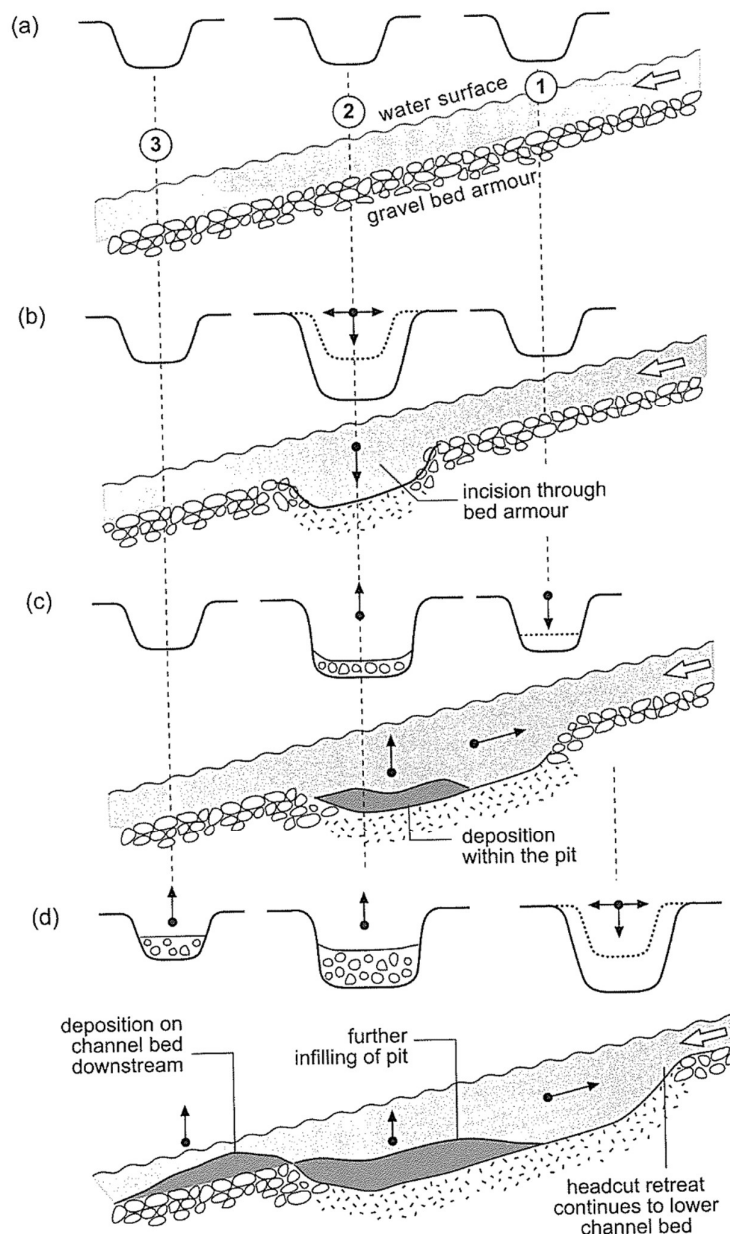 (a)
1
2
water surface
3
gravel bed armour
(b)
incision through
bed armour
(c)
deposition
within the pit
(d)
deposition on
channel bed
downstream
further
infilling of pit
headcut retreat
continues to lower
channel bed